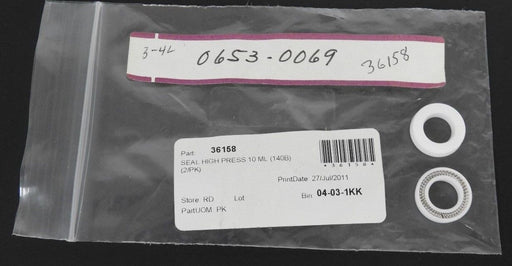 3-4L 0653-0069 36158
Part: 36158
SEAL HIGH PRESS 10 ML (140B)
(2/PK)
PrintDate: 27/Jul/2011
Store: RD Lot Bin: 04-03-1KK
PartUOM: PK